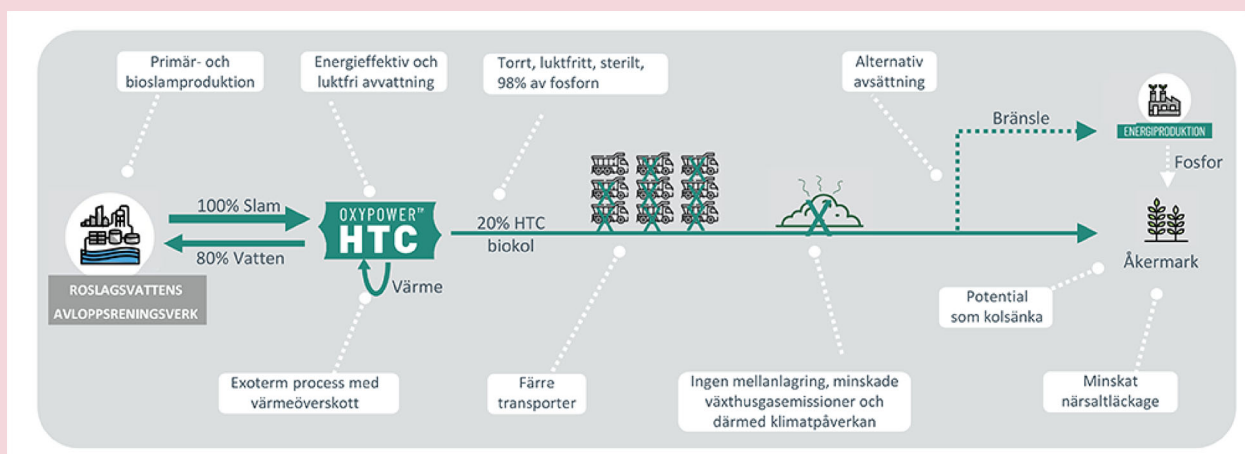 Primär- och
bioslamproduktion
Energieffektiv och
luktfri avvattning
Torrt, luktfritt, sterilt,
98% av fosforn
Alternativ
avsättning
Bränsle
ENERGIPRODUKTION
Fosfor
100% Slam
80% Vatten
OXYPOWER™
HTC
Värme
20% HTC
biokol
Åkermark
ROSLAGSVATTENS
AVLOPPSRENINGSVERK
Potential
som kolsänka
Exoterm process med
värmeöverskott
Färre
transporter
Ingen mellanlagring, minskade
växthusgasemissioner och
därmed klimatpåverkan
Minskat
närsaltläckage